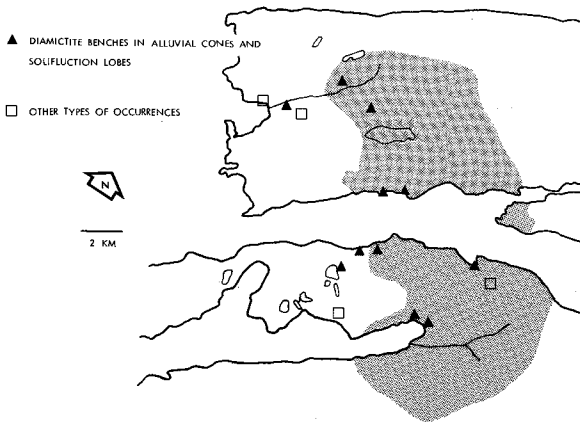 DIAMICTITE BENCHES IN ALLUVIAL CONES AND
SOLIFLUCTION LOBES
OTHER TYPES OF OCCURRENCES
N
2 KM